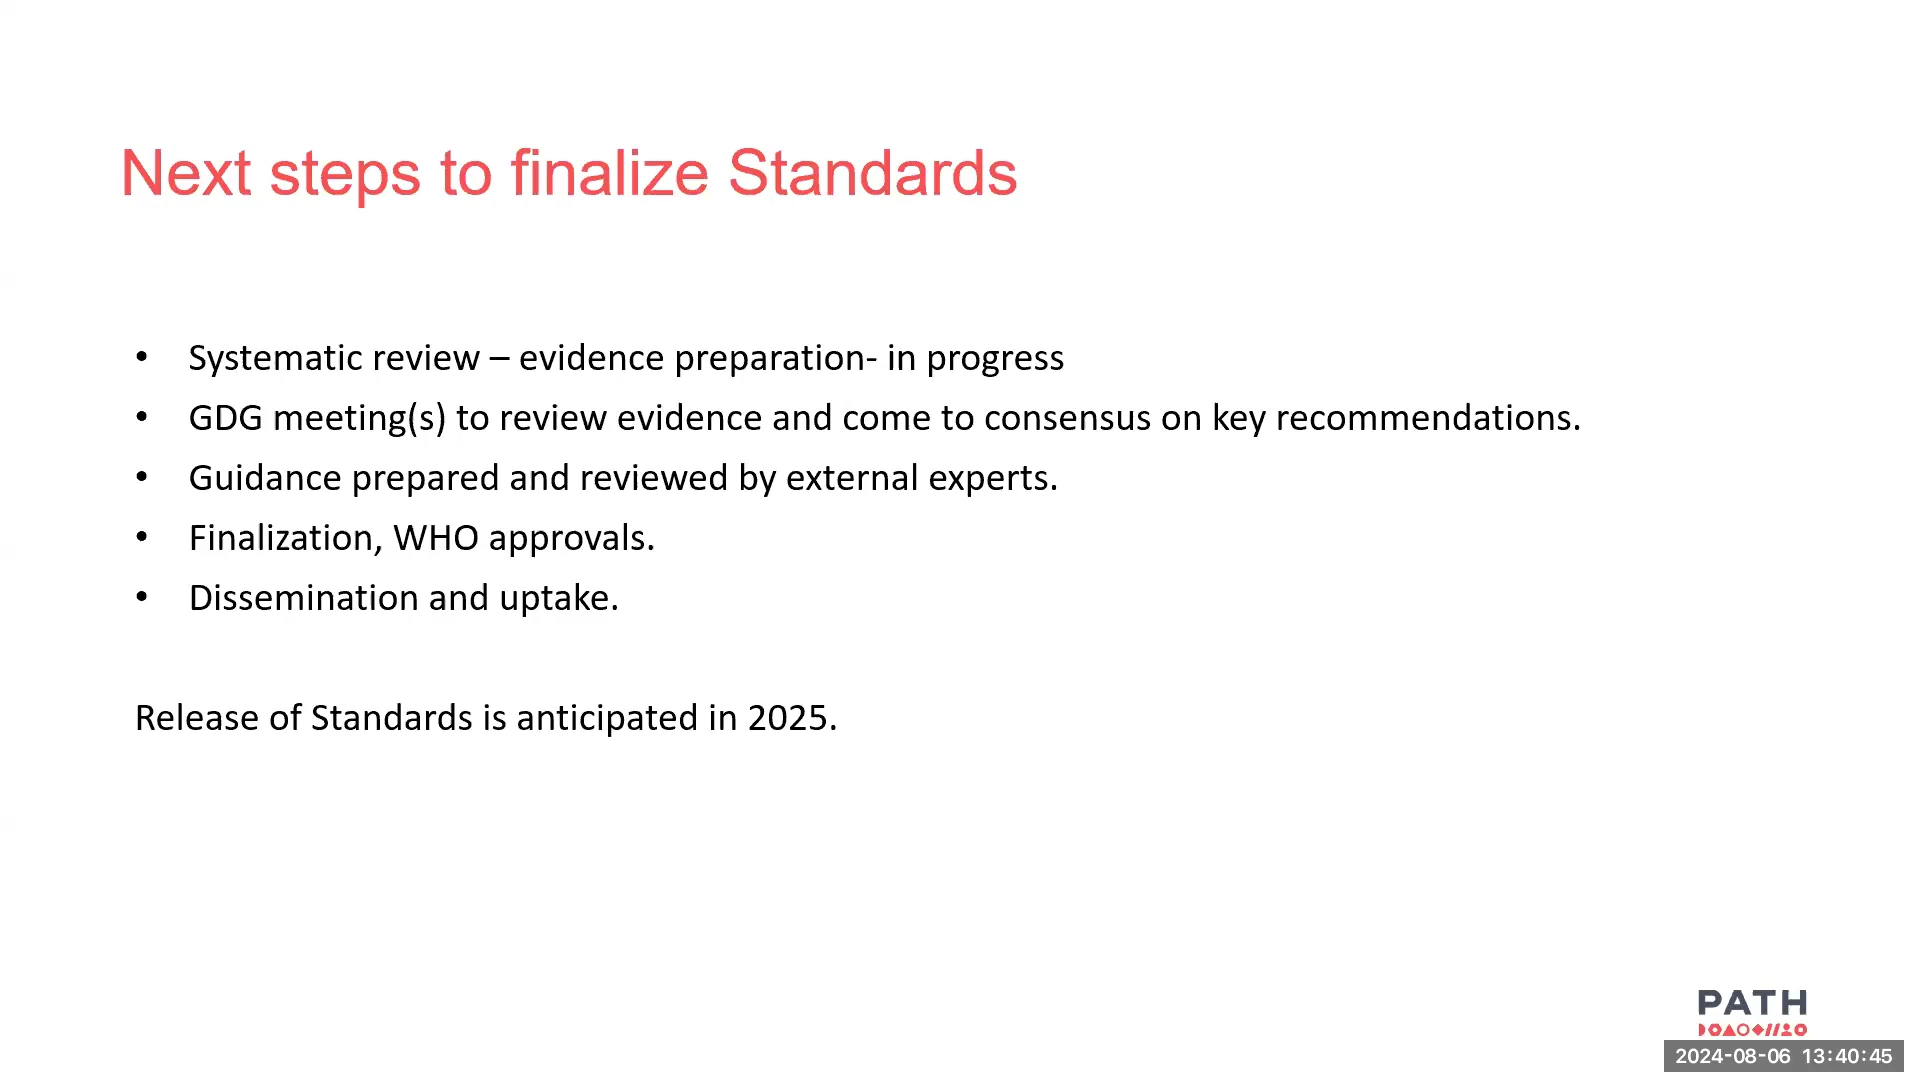 Next steps to finalize Standards
• Systematic review – evidence preparation- in progress
• GDG meeting(s) to review evidence and come to consensus on key recommendations.
• Guidance prepared and reviewed by external experts.
• Finalization, WHO approvals.
• Dissemination and uptake.
Release of Standards is anticipated in 2025.
PATH
2024-08-06 13:40:45